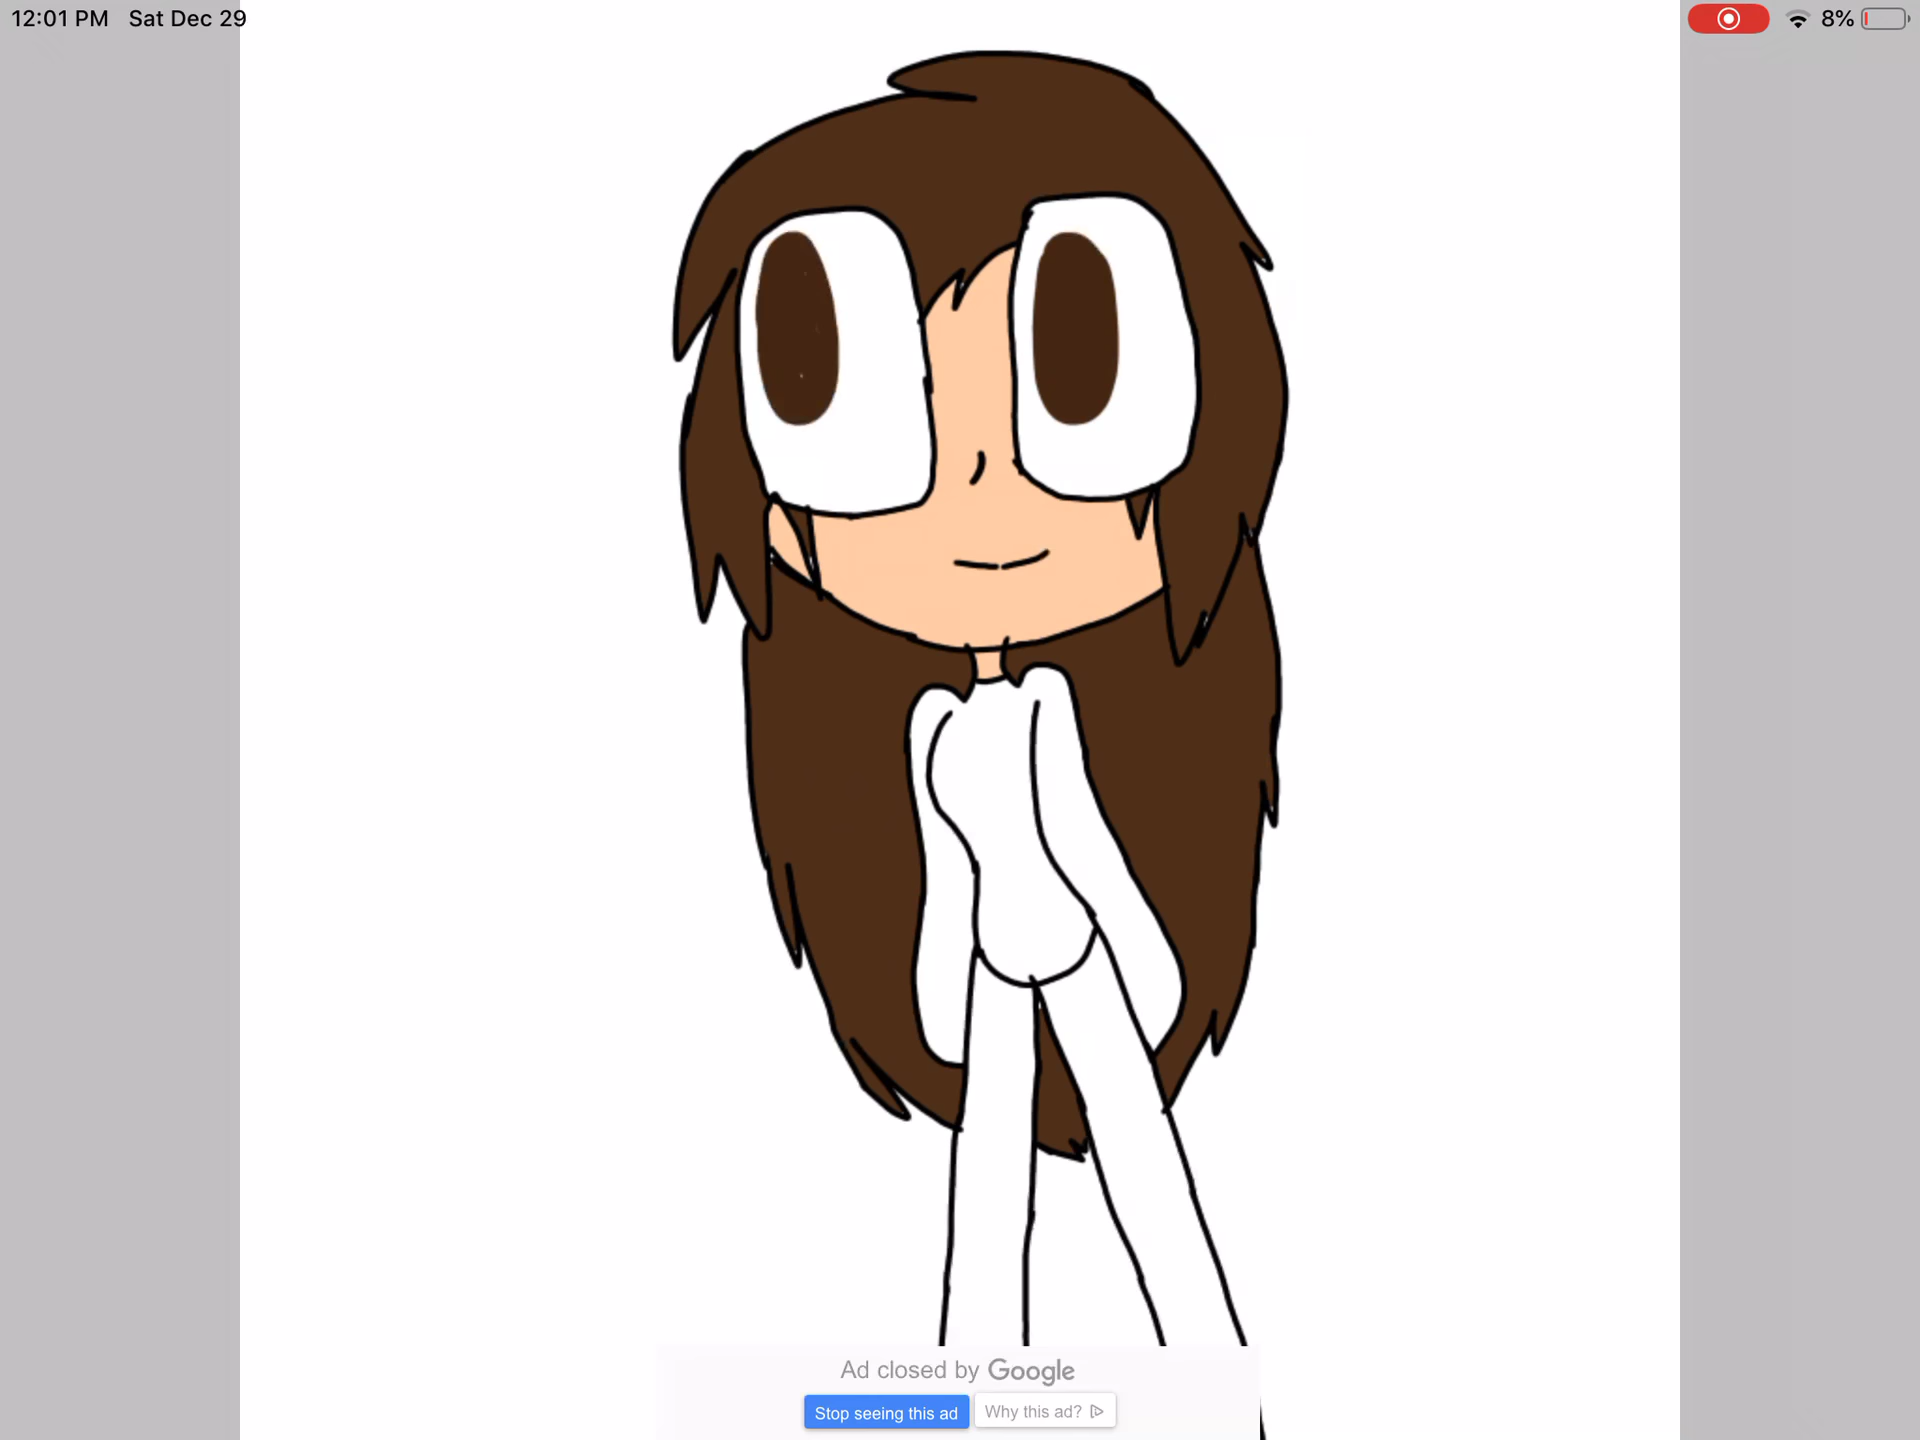 12:01 PM Sat Dec 29
8%
Ad closed by Google
Stop seeing this ad
Why this ad?